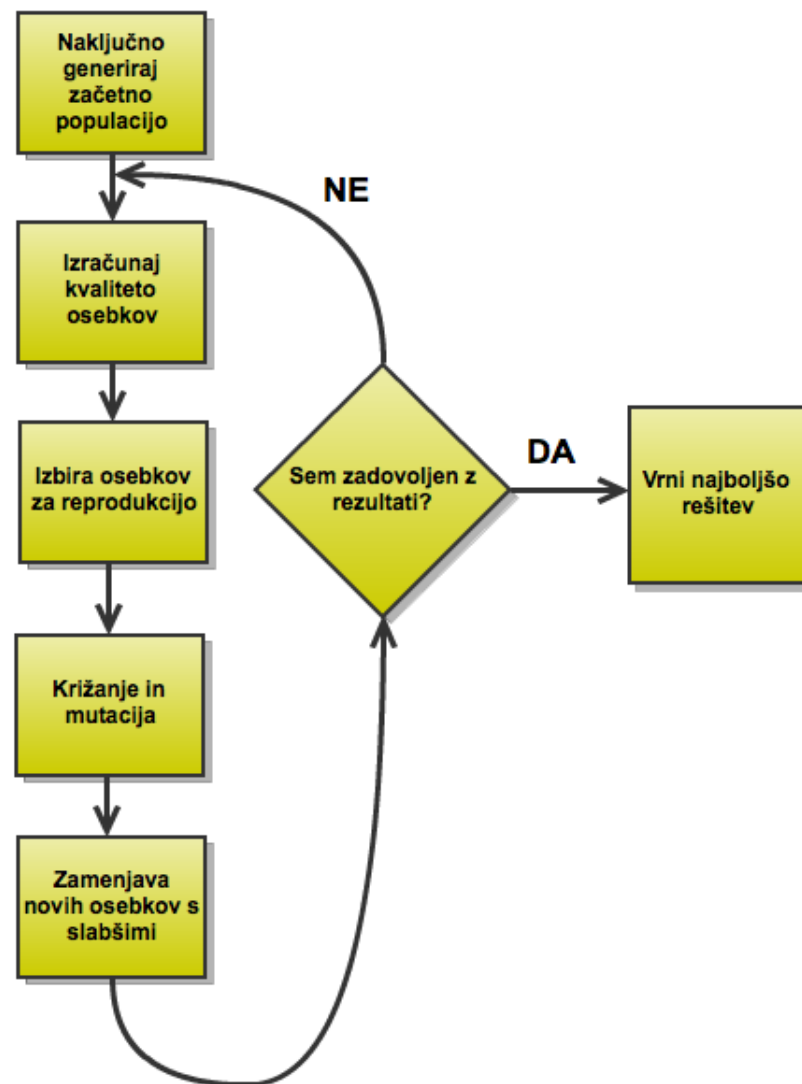 Naključno
generiraj
začetno
populacijo
NE
Izračunaj
kvaliteto
osebkov
Izbira osebkov
za reprodukcijo
Sem zadovoljen z
rezultati?
DA
Vrni najboljšo
rešitev
Križanje in
mutacija
Zamenjava
novih osebkov s
slabšimi